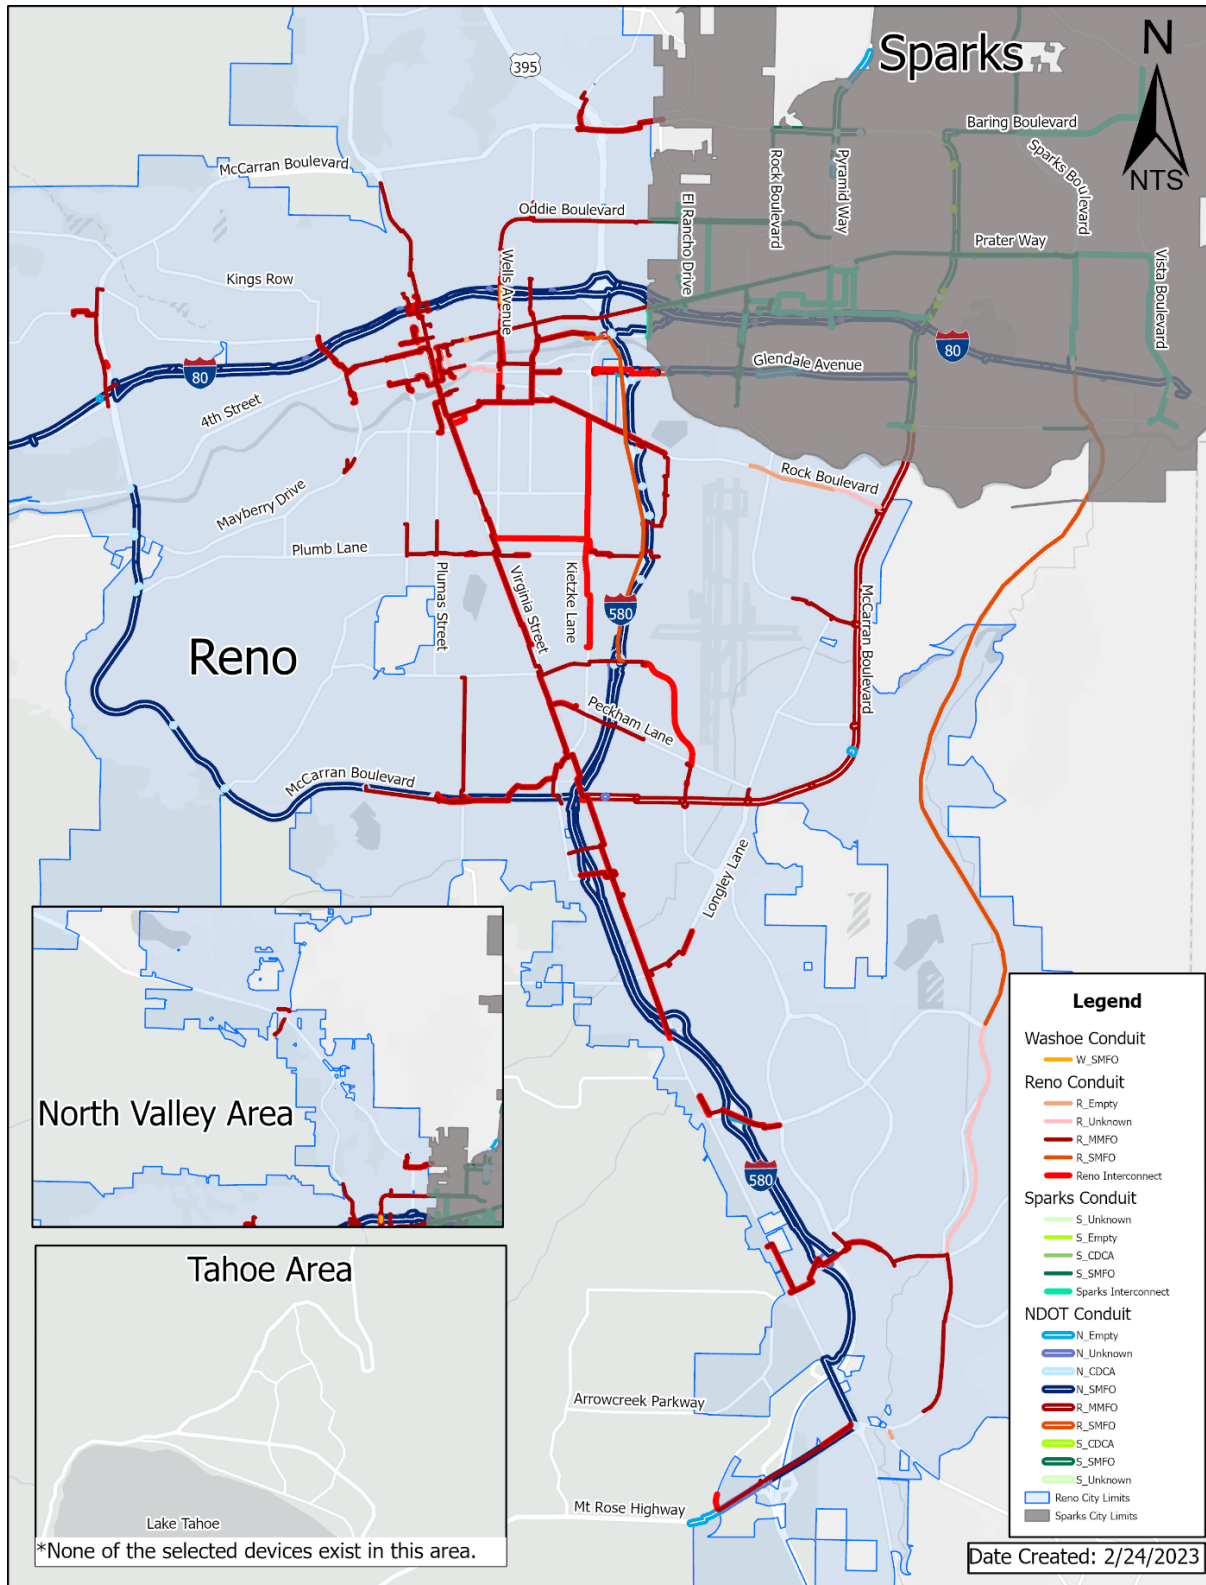 Sparks
N
NTS
395
Baring Boulevard
McCarran Boulevard
Rock Boulevard
Pyramid Way
Sparks Boulevard
Oddie Boulevard
El Rancho Drive
Prater Way
Wells Avenue
Vista Boulevard
Kings Row
80
Glendale Avenue
80
4th Street
Rock Boulevard
Mayberry Drive
Plumb Lane
Plumas Street
Virginia Street
Kietzke Lane
580
McCarran Boulevard
Reno
Peckham Lane
McCarran Boulevard
Longley Lane
North Valley Area
580
Tahoe Area
Lake Tahoe
*None of the selected devices exist in this area.
Arrowcreek Parkway
Mt Rose Highway
Legend
Washoe Conduit
W_SMFO
Reno Conduit
R_Empty
R_Unknown
R_MMFO
R_SMFO
Reno Interconnect
Sparks Conduit
S_Unknown
S_Empty
S_CDCA
S_SMFO
Sparks Interconnect
NDOT Conduit
N_Empty
N_Unknown
N_CDCA
N_SMFO
R_MMFO
R_SMFO
S_CDCA
S_SMFO
S_Unknown
Reno City Limits
Sparks City Limits
Date Created: 2/24/2023